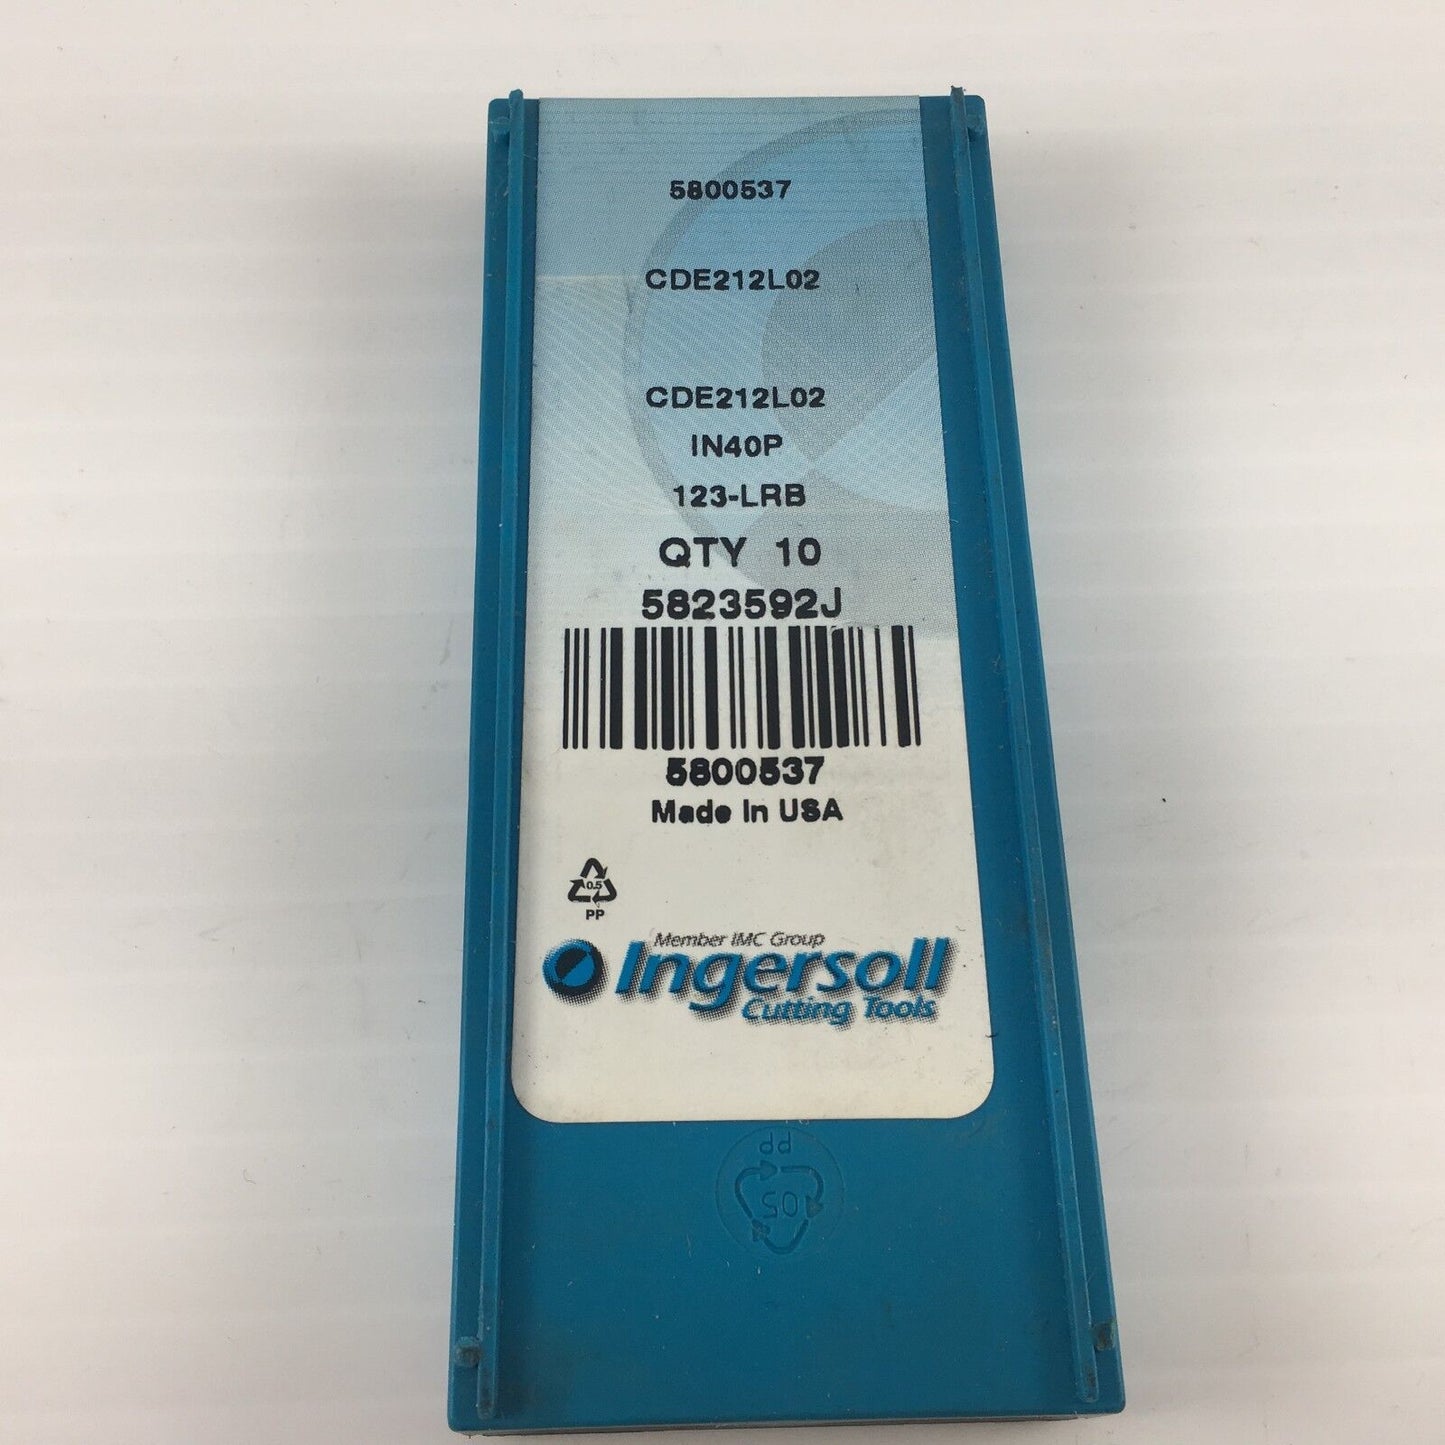 5800537
CDE212L02
CDE212L02
IN40P
123-LRB
QTY 10
5823592J
5800537
Made In USA
0.5
PP
Member IMC Group
Ingersoll
Cutting Tools
PP
05